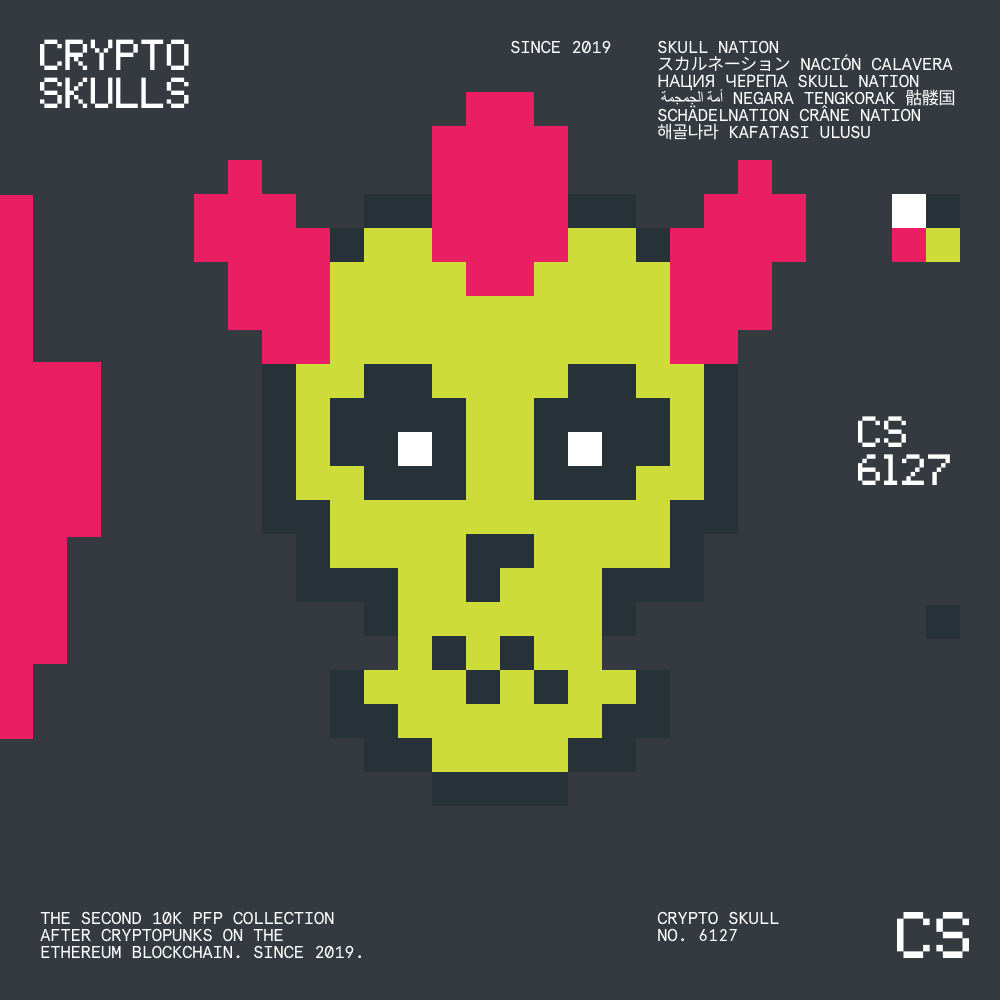 CRYPTO
SKULLS
SINCE 2019
SKULL NATION
スカルネーション NACIÓN CALAVERA
НАЦИЯ ЧЕРЕПА SKULL NATION
أمة الجمجمة NEGARA TENGKORAK 骷髅国
SCHÄDELNATION CRÂNE NATION
해골나라 KAFATASI ULUSU
CS
6127
THE SECOND 10K PFP COLLECTION
AFTER CRYPTOPUNKS ON THE
ETHEREUM BLOCKCHAIN. SINCE 2019.
CRYPTO SKULL
NO. 6127
CS